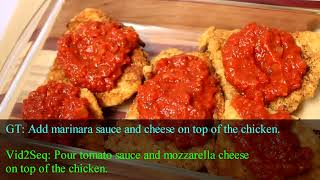 GT: Add marinara sauce and cheese on top of the chicken.
Vid2Seq: Pour tomato sauce and mozzarella cheese
on top of the chicken.